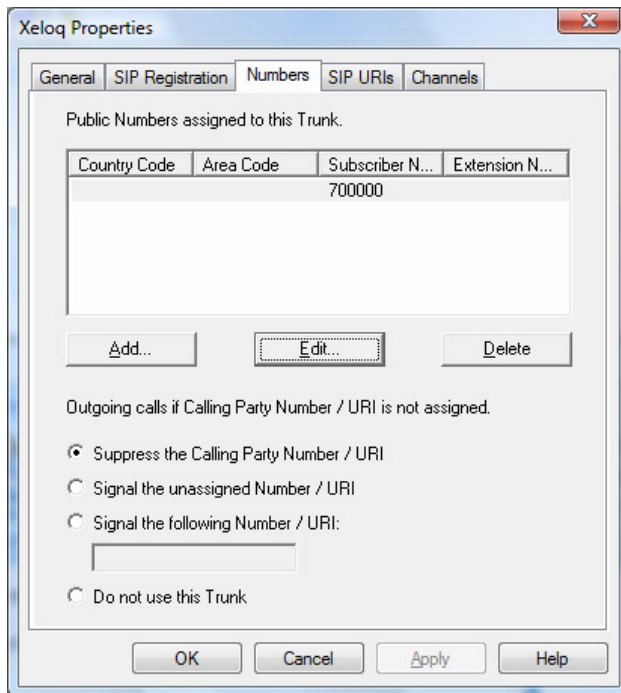 Xeloq Properties
General SIP Registration Numbers SIP URIs Channels
Public Numbers assigned to this Trunk.
Country Code Area Code Subscriber N... Extension N...
700000
Add... Edit... Delete
Outgoing calls if Calling Party Number / URI is not assigned.
Suppress the Calling Party Number / URI
Signal the unassigned Number / URI
Signal the following Number / URI:
Do not use this Trunk
OK Cancel Apply Help